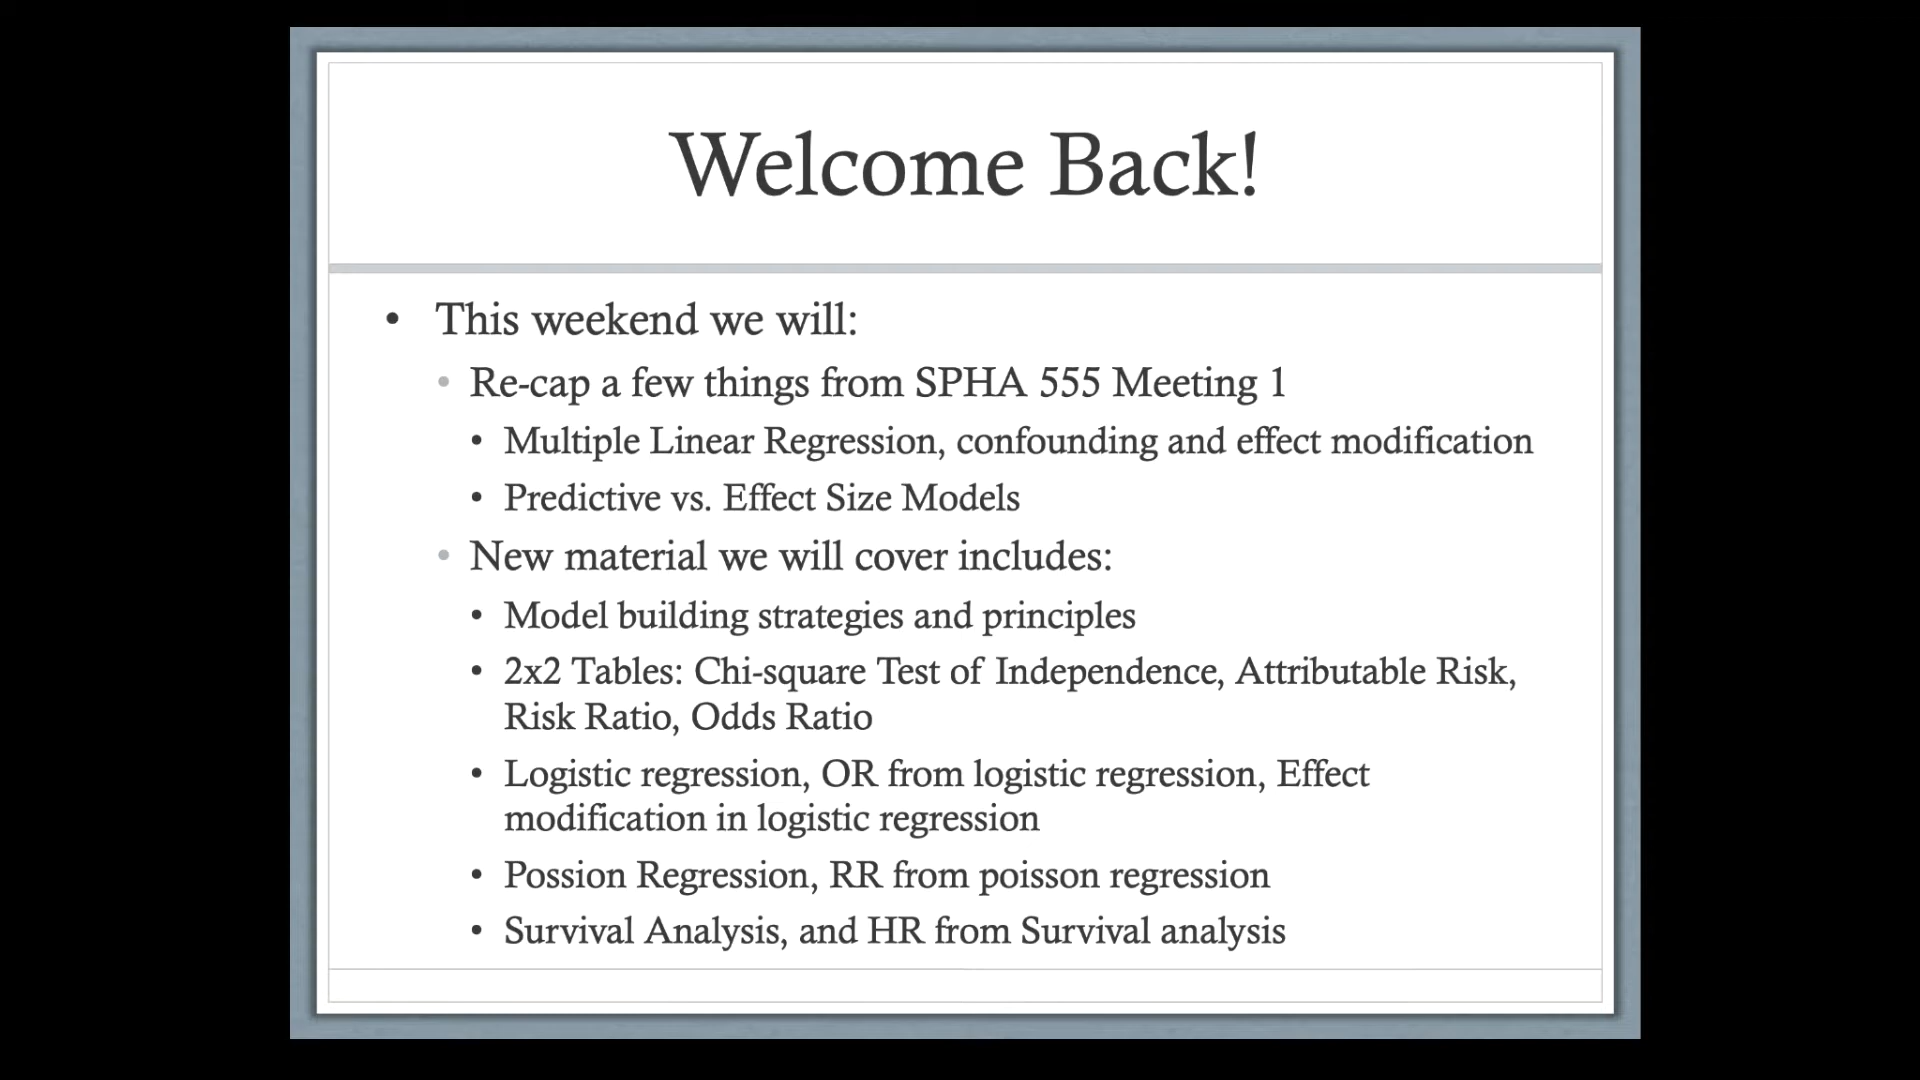 Welcome Back!
• This weekend we will:
• Re-cap a few things from SPHA 555 Meeting 1
• Multiple Linear Regression, confounding and effect modification
• Predictive vs. Effect Size Models
• New material we will cover includes:
• Model building strategies and principles
• 2x2 Tables: Chi-square Test of Independence, Attributable Risk,
Risk Ratio, Odds Ratio
• Logistic regression, OR from logistic regression, Effect
modification in logistic regression
• Possion Regression, RR from poisson regression
• Survival Analysis, and HR from Survival analysis